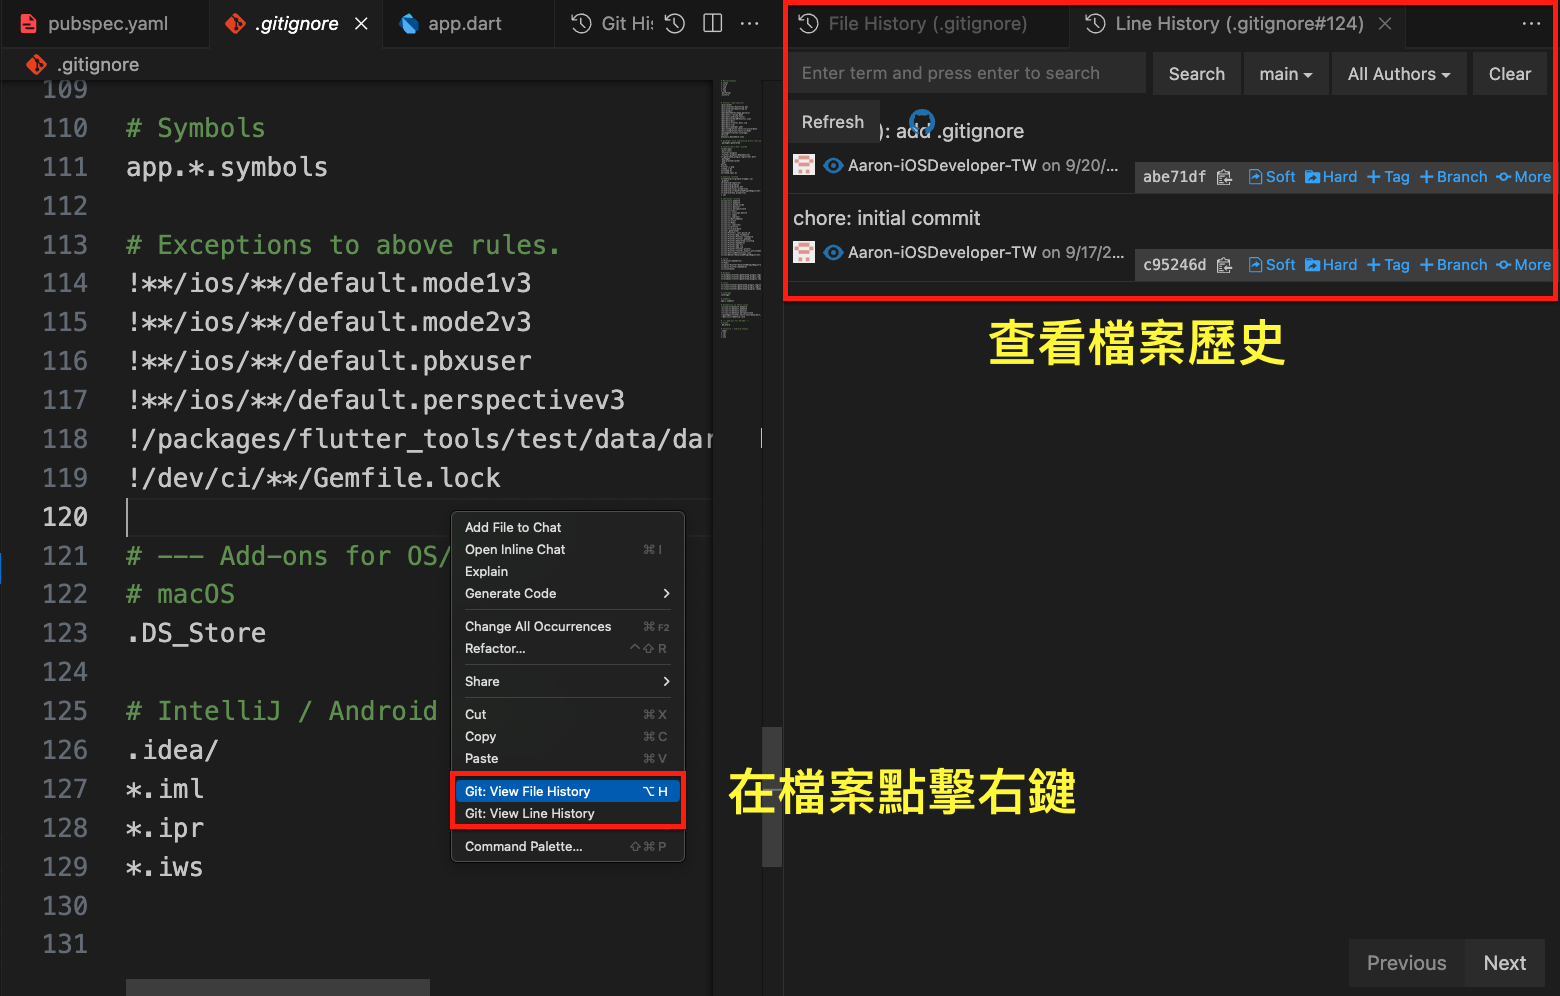 pubspec.yaml
.gitignore
app.dart
Git Hi
.gitignore
109
110 # Symbols
111 app.*.symbols
112
113 # Exceptions to above rules.
114 !**/ios/**/default.mode1v3
115 !**/ios/**/default.mode2v3
116 !**/ios/**/default.pbxuser
117 !**/ios/**/default.perspectivev3
118 !/packages/flutter_tools/test/data/dar
119 !/dev/ci/**/Gemfile.lock
120
121 # --- Add-ons for OS/
122 # macOS
123 .DS_Store
124
125 # IntelliJ / Android
126 .idea/
127 *.iml
128 *.ipr
129 *.iws
130
131
Add File to Chat
Open Inline Chat ⌘ I
Explain
Generate Code
Change All Occurrences ⌘ F2
Refactor... ^⇧ R
Share
Cut ⌘ X
Copy ⌘ C
Paste ⌘ V
Git: View File History ⌥ H
Git: View Line History
Command Palette... ⇧⌘ P
File History (.gitignore)
Line History (.gitignore#124)
Enter term and press enter to search
Search
main
All Authors
Clear
Refresh
): add .gitignore
Aaron-iOSDeveloper-TW on 9/20/...
abe71df Soft Hard +Tag +Branch More
chore: initial commit
Aaron-iOSDeveloper-TW on 9/17/2...
c95246d Soft Hard +Tag +Branch More
查看檔案歷史
在檔案點擊右鍵
Previous
Next